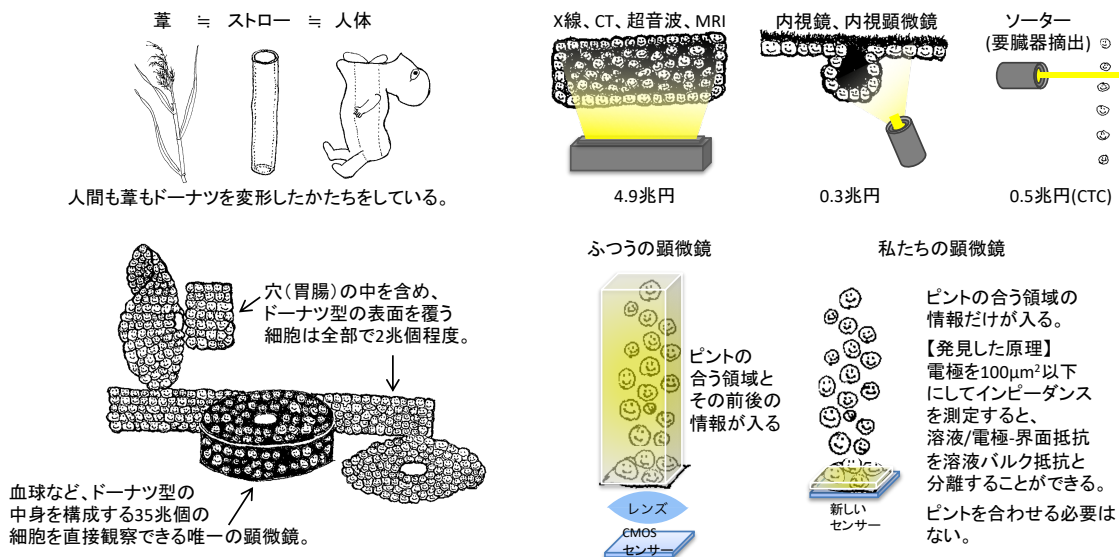 葦 ≒ ストロー ≒ 人体
人間も葦もドーナツを変形したかたちをしている。
X線、CT、超音波、MRI
4.9兆円
内視鏡、内視顕微鏡
0.3兆円
ソーター
(要臓器摘出)
0.5兆円(CTC)
穴(胃腸)の中を含め、
ドーナツ型の表面を覆う
細胞は全部で2兆個程度。
血球など、ドーナツ型の
中身を構成する35兆個の
細胞を直接観察できる唯一の顕微鏡。
ふつうの顕微鏡
ピントの
合う領域と
その前後の
情報が入る
レンズ
CMOS
センサー
私たちの顕微鏡
新しい
センサー
ピントの合う領域の
情報だけが入る。
【発見した原理】
電極を100μm²以下
にしてインピーダンス
を測定すると、
溶液/電極-界面抵抗
を溶液バルク抵抗と
分離することができる。
ピントを合わせる必要は
ない。